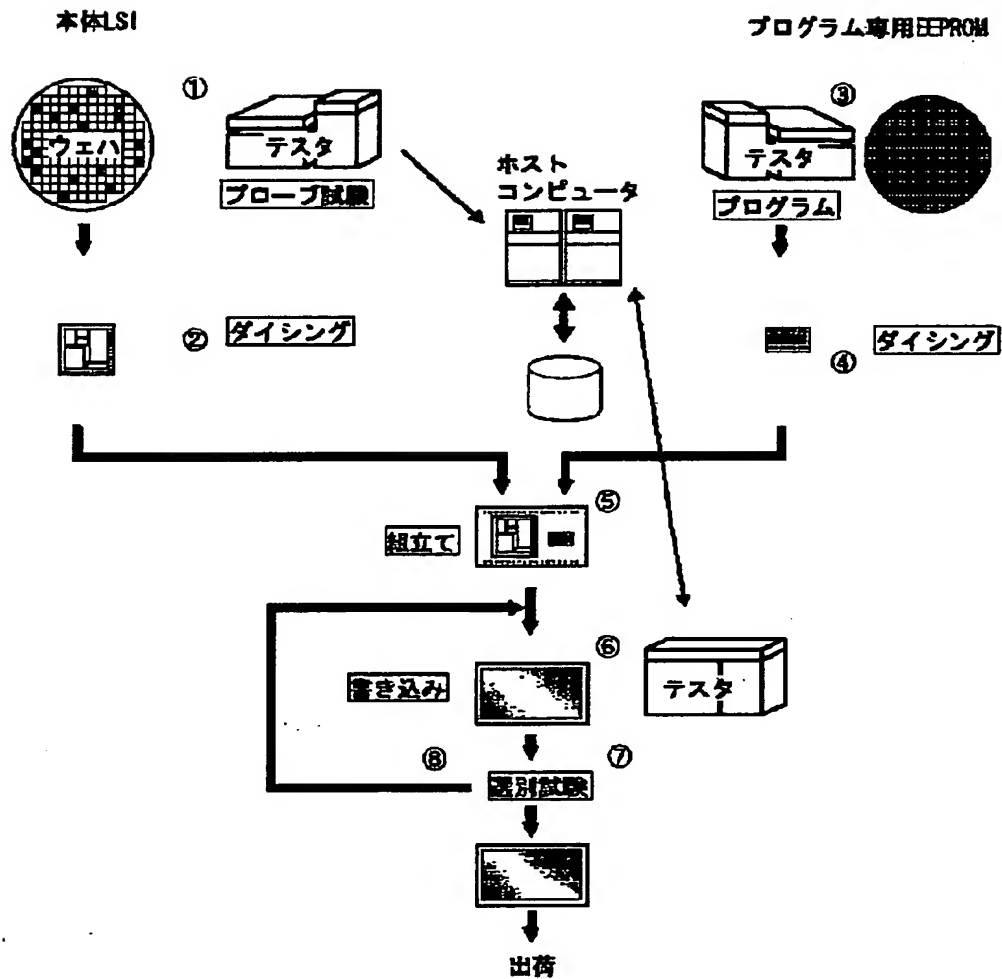 本体LSI
プログラム専用EEPROM
①
ウェハ
テスタ
プローブ試験
ホスト
コンピュータ
③
テスタ
プログラム
②
ダイシング
④
ダイシング
⑤
組立て
⑥
書き込み
テスタ
⑧
⑦
選別試験
出荷